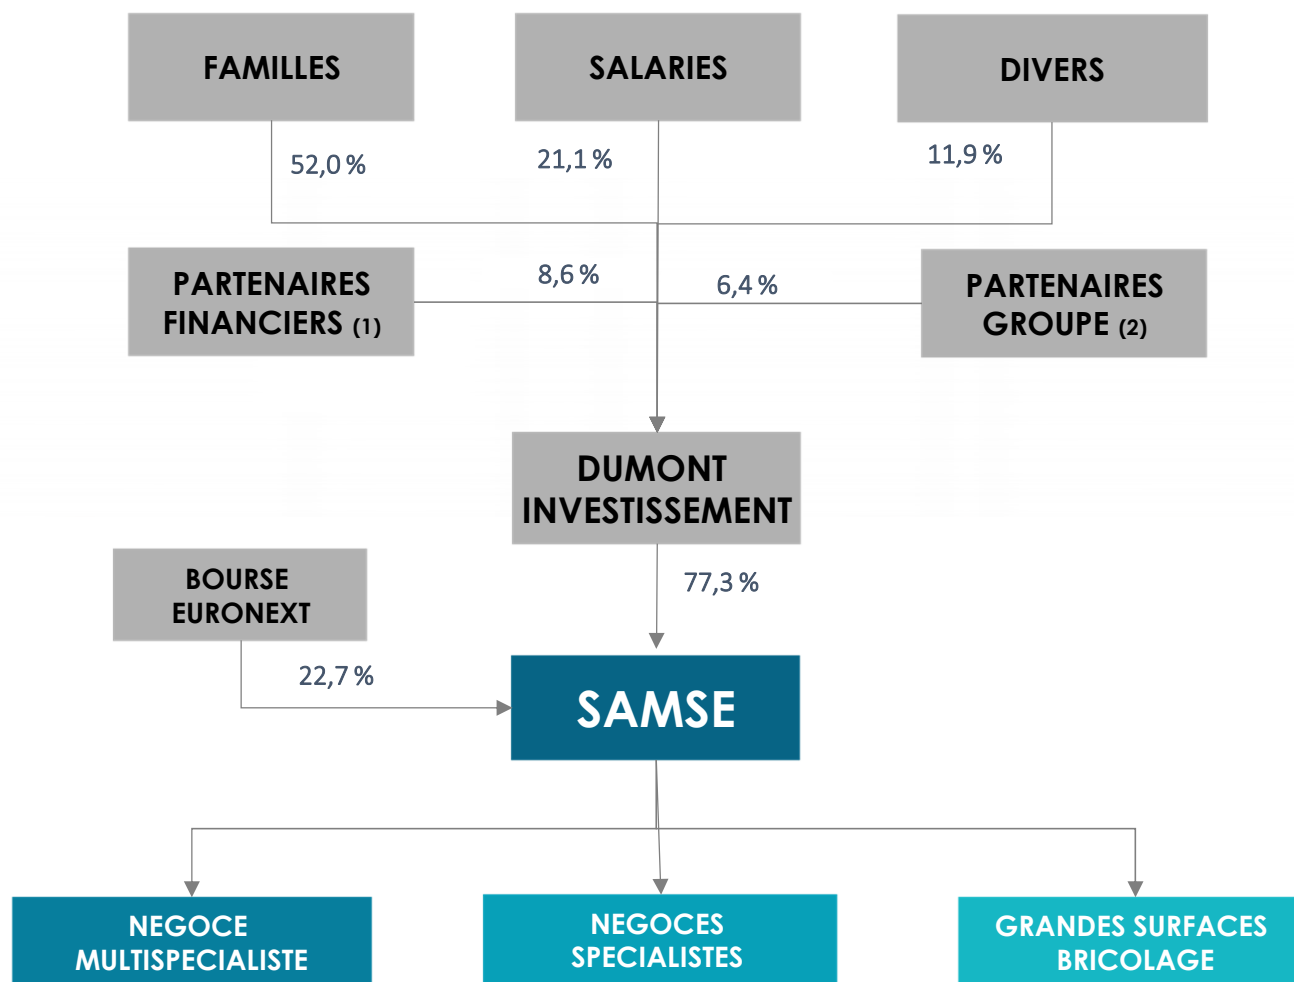 FAMILLES
SALARIES
DIVERS
52,0 %
21,1 %
11,9 %
PARTENAIRES
FINANCIERS (1)
8,6 %
6,4 %
PARTENAIRES
GROUPE (2)
DUMONT
INVESTISSEMENT
77,3 %
BOURSE
EURONEXT
22,7 %
SAMSE
NEGOCE
MULTISPECIALISTE
NEGOCES
SPECIALISTES
GRANDES SURFACES
BRICOLAGE